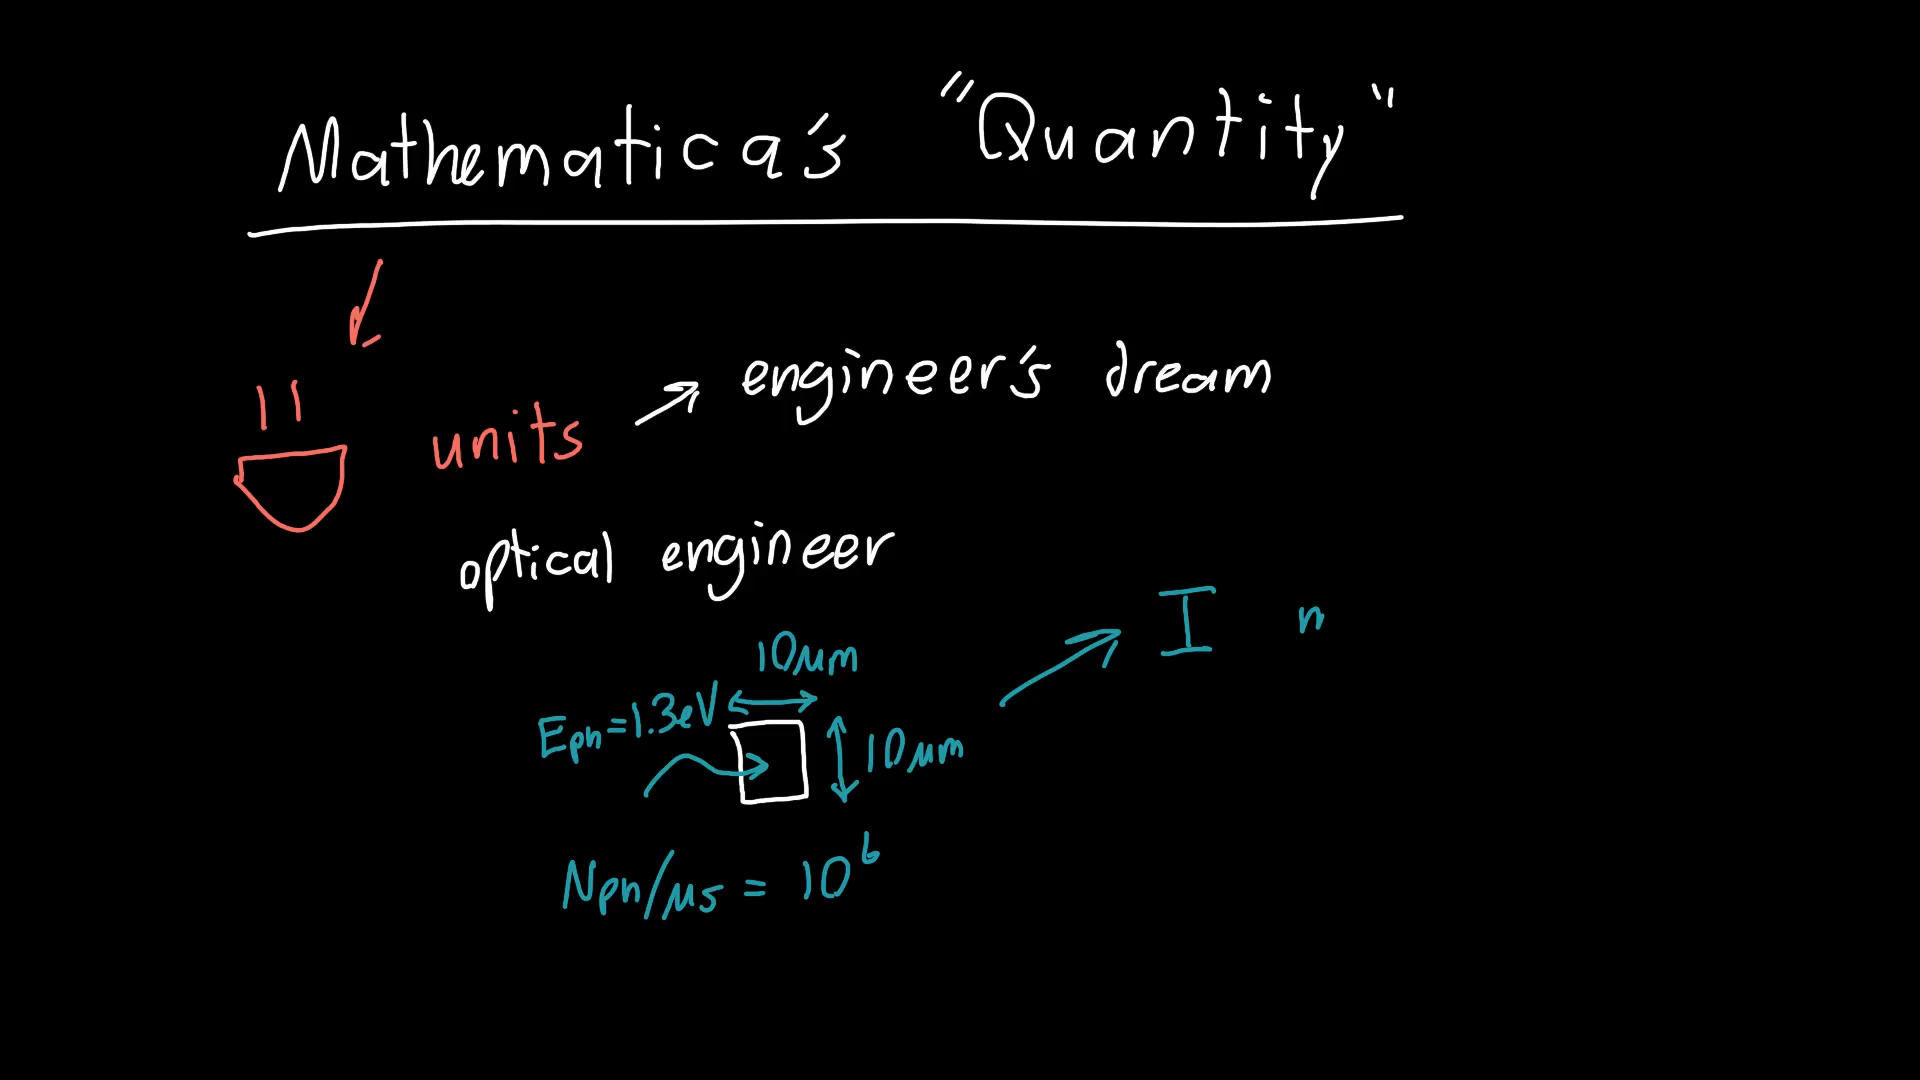 Mathematica's "Quantity"
units → engineer's dream
optical engineer
10μm
I m
Eph=1.3eV
10μm
Nph/μs = 10⁶